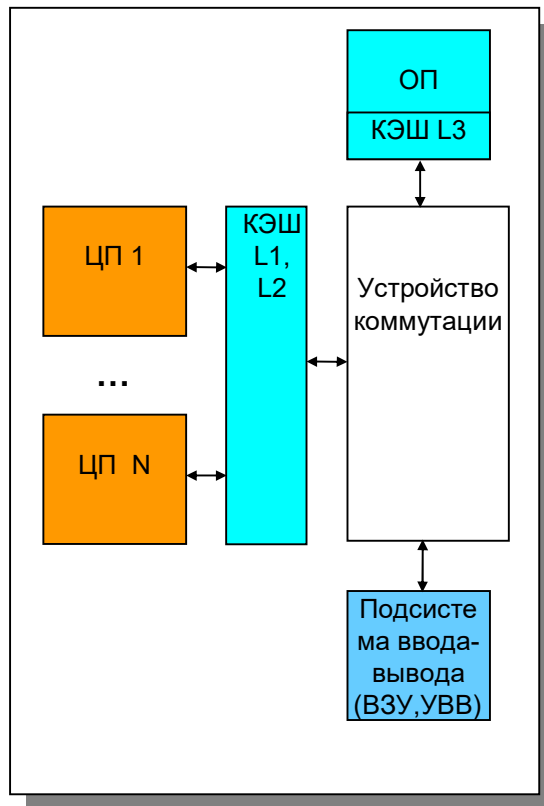 ОП
КЭШ L3
ЦП 1
КЭШ
L1,
L2
Устройство
коммутации
...
ЦП N
Подсисте
ма ввода-
вывода
(ВЗУ,УВВ)